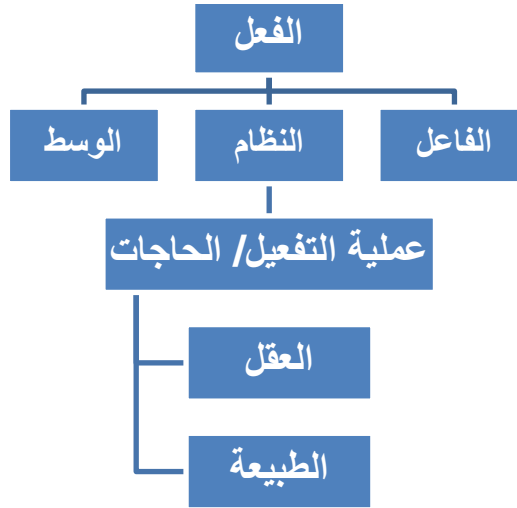 الفعل
الفاعل
النظام
الوسط
عملية التفعيل/ الحاجات
العقل
الطبيعة